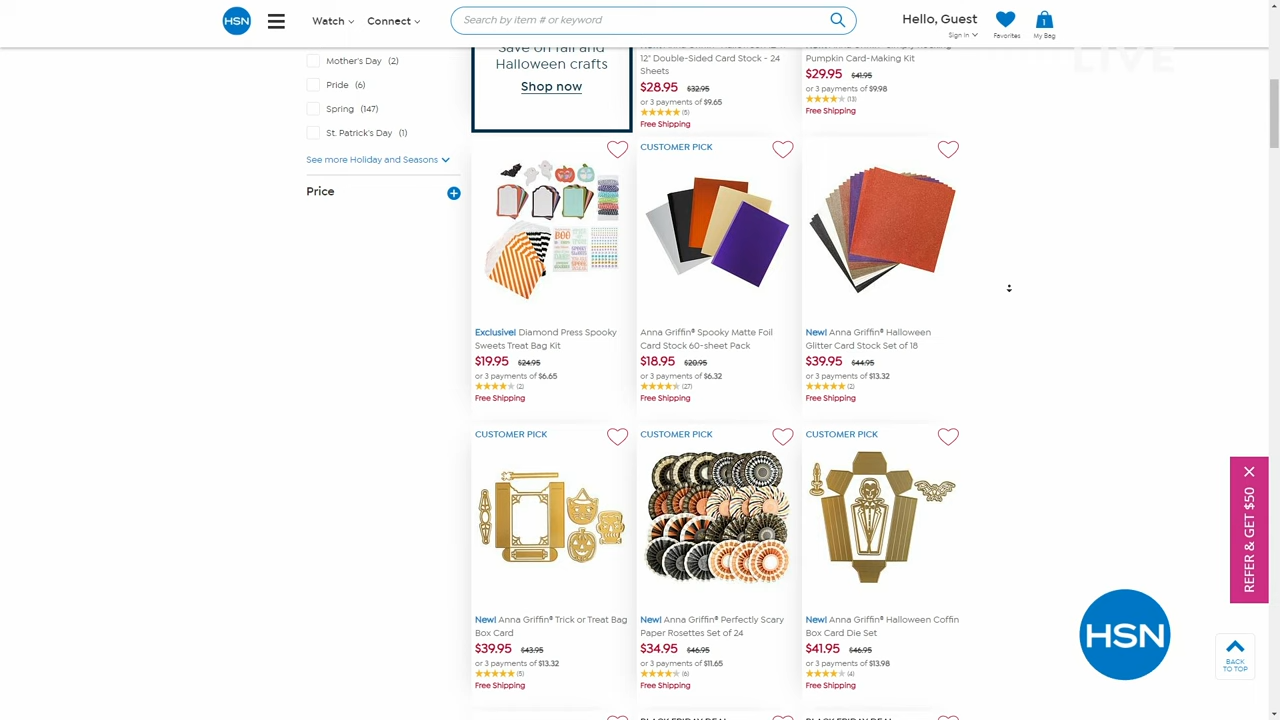 HSN
Watch
Connect
Search by item # or keyword
Hello, Guest
Sign In
Favorites
1
My Bag
LIVE
Mother's Day (2)
Pride (6)
Spring (147)
St. Patrick's Day (1)
See more Holiday and Seasons
Price
Save on fall and
Halloween crafts
Shop now
12" Double-Sided Card Stock - 24
Sheets
$28.95 $32.95
or 3 payments of $9.65
(5)
Free Shipping
Pumpkin Card-Making Kit
$29.95 $41.95
or 3 payments of $9.98
(13)
Free Shipping
BOO
Exclusive! Diamond Press Spooky
Sweets Treat Bag Kit
$19.95 $24.95
or 3 payments of $6.65
(2)
Free Shipping
CUSTOMER PICK
Anna Griffin® Spooky Matte Foil
Card Stock 60-sheet Pack
$18.95 $20.95
or 3 payments of $6.32
(27)
Free Shipping
New! Anna Griffin® Halloween
Glitter Card Stock Set of 18
$39.95 $44.95
or 3 payments of $13.32
(2)
Free Shipping
CUSTOMER PICK
New! Anna Griffin® Trick or Treat Bag
Box Card
$39.95 $43.95
or 3 payments of $13.32
(5)
Free Shipping
CUSTOMER PICK
New! Anna Griffin® Perfectly Scary
Paper Rosettes Set of 24
$34.95 $46.95
or 3 payments of $11.65
(6)
Free Shipping
CUSTOMER PICK
New! Anna Griffin® Halloween Coffin
Box Card Die Set
$41.95 $46.95
or 3 payments of $13.98
(4)
Free Shipping
REFER & GET $50
HSN
BACK
TO TOP